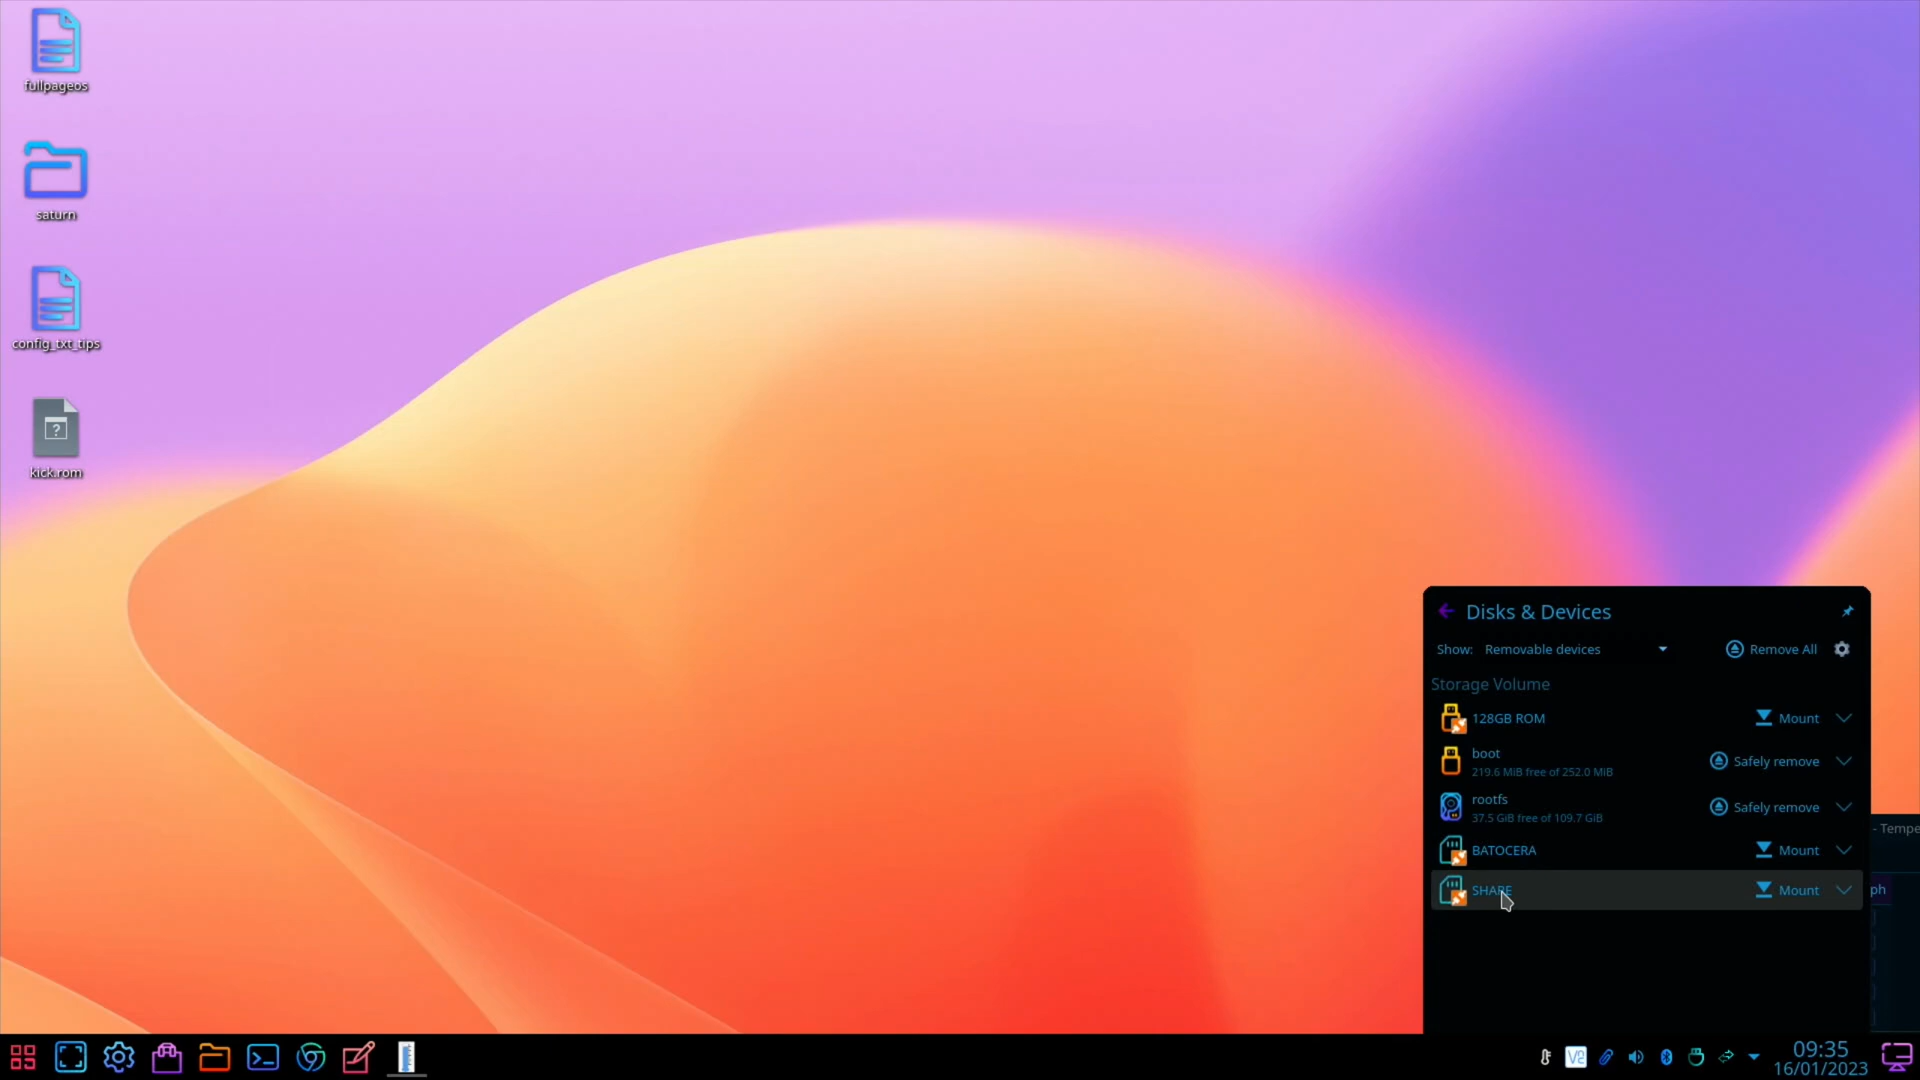 fullpageos
saturn
config_txt_tips
kick.rom
Disks & Devices
Show: Removable devices Remove All
Storage Volume
128GB ROM Mount
boot
219.6 MiB free of 252.0 MiB Safely remove
rootfs
37.5 GiB free of 109.7 GiB Safely remove
BATOCERA Mount
SHARE Mount
- Tempe
ph
09:35
16/01/2023